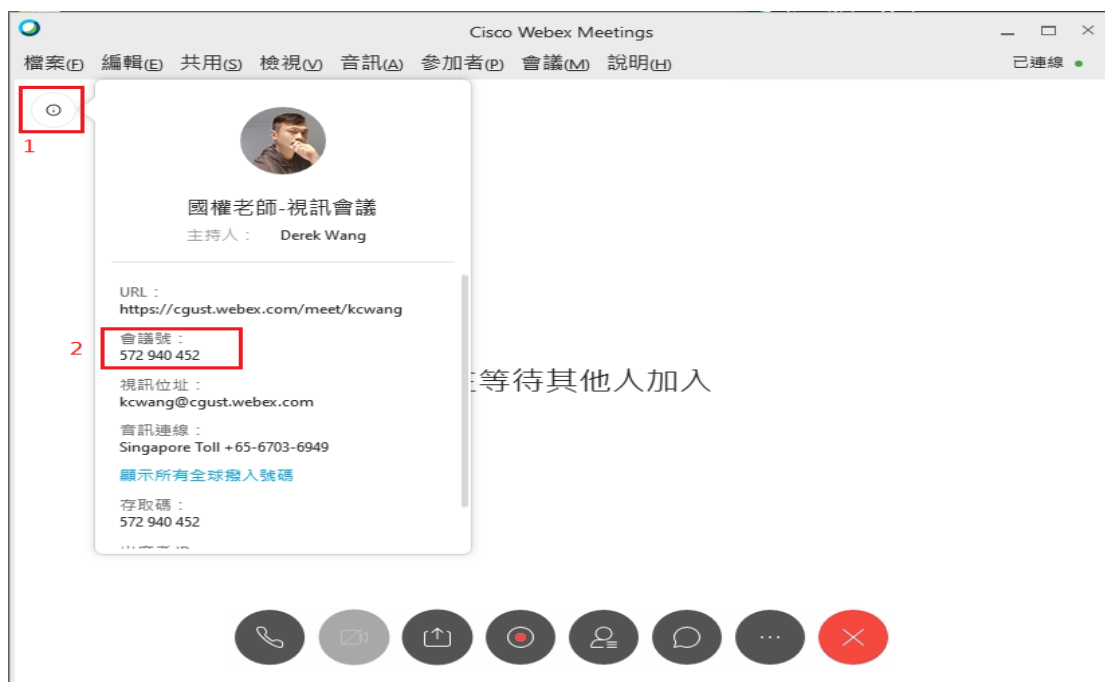 Cisco Webex Meetings
檔案(F) 編輯(E) 共用(S) 檢視(V) 音訊(A) 參加者(P) 會議(M) 說明(H) 已連線
1
國權老師-視訊會議
主持人： Derek Wang
URL：
https://cgust.webex.com/meet/kcwang
2
會議號：
572 940 452
等待其他人加入
視訊位址：
kcwang@cgust.webex.com
音訊連線：
Singapore Toll +65-6703-6949
顯示所有全球撥入號碼
存取碼：
572 940 452